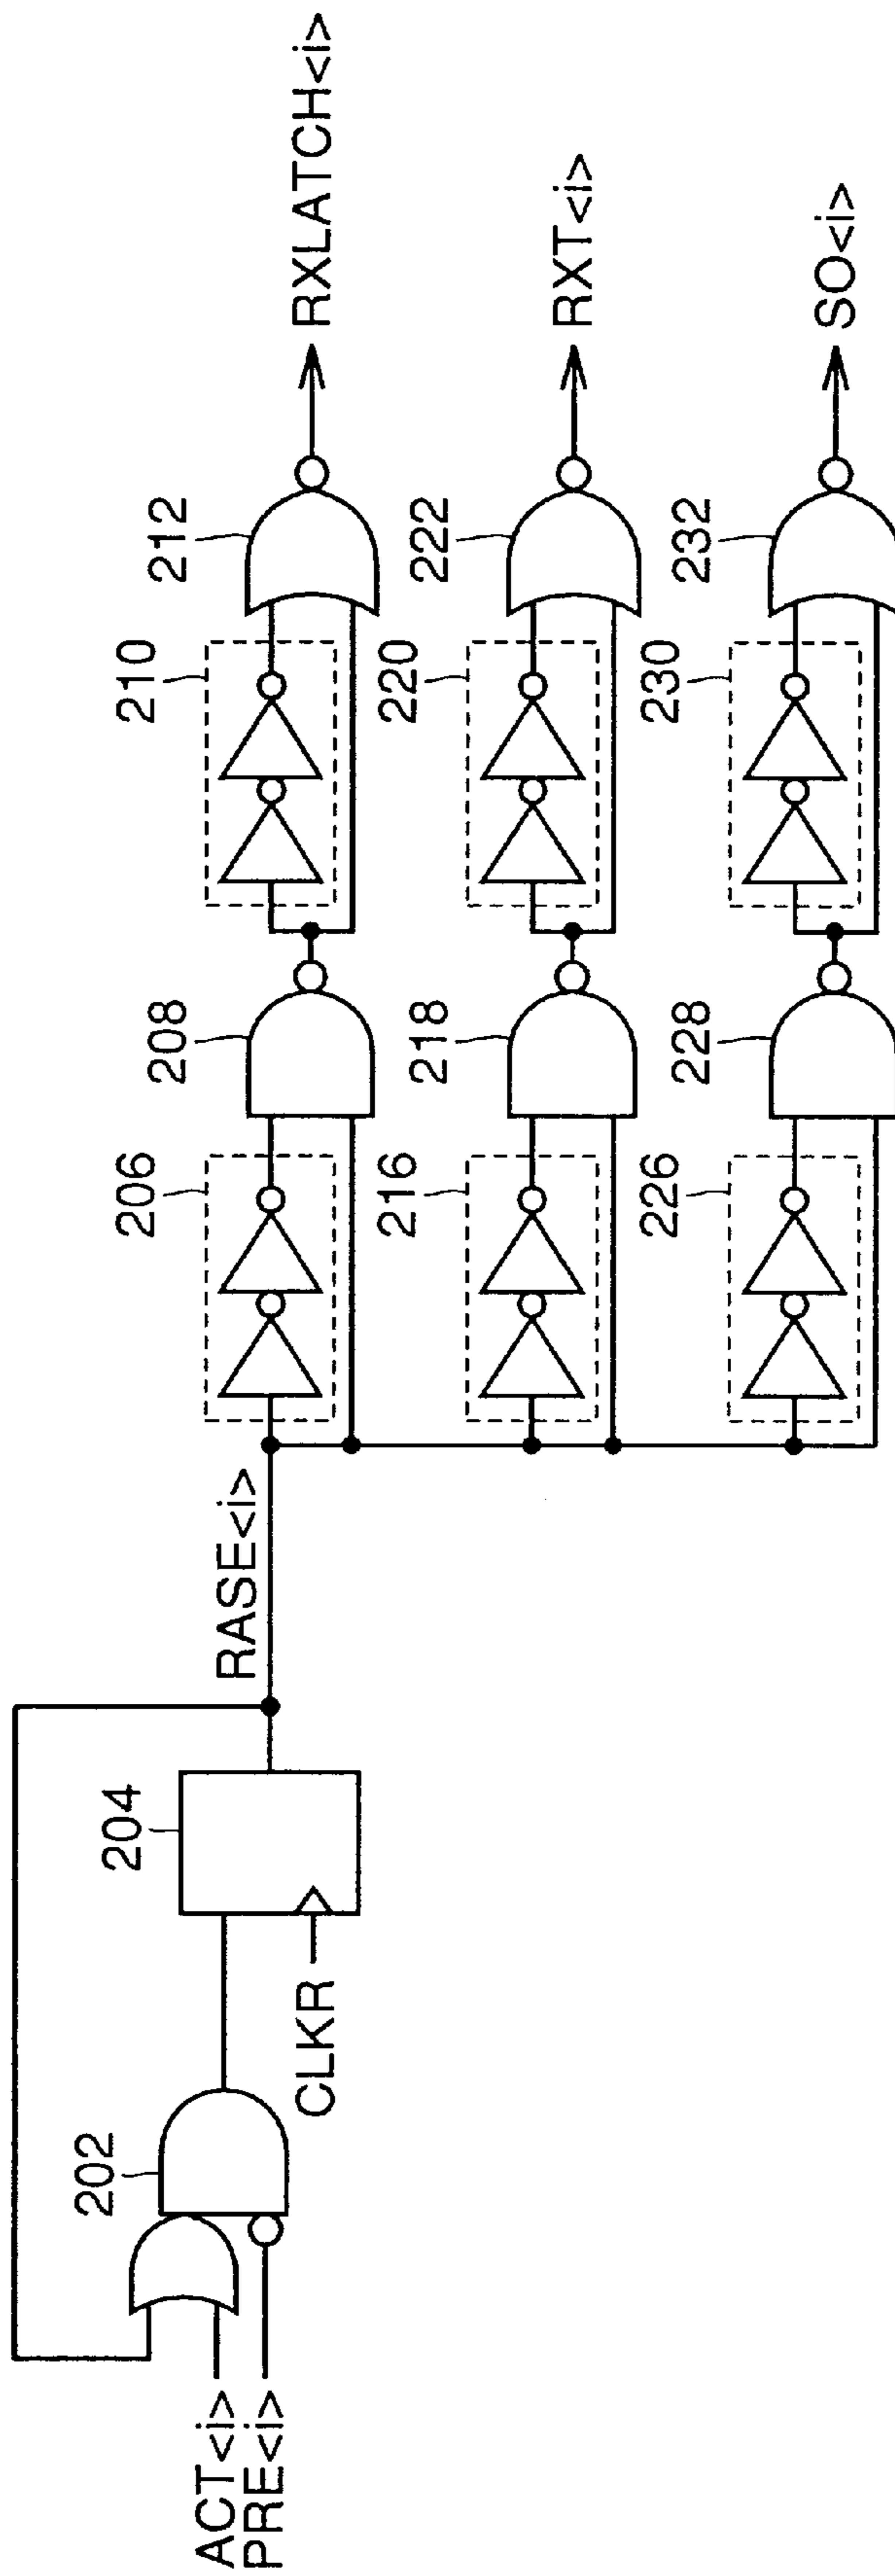 ACT<i>
PRE<i>
202
CLKR
204
RASE<i>
206
208
210
212
RXLATCH<i>
216
218
220
222
RXT<i>
226
228
230
232
SO<i>